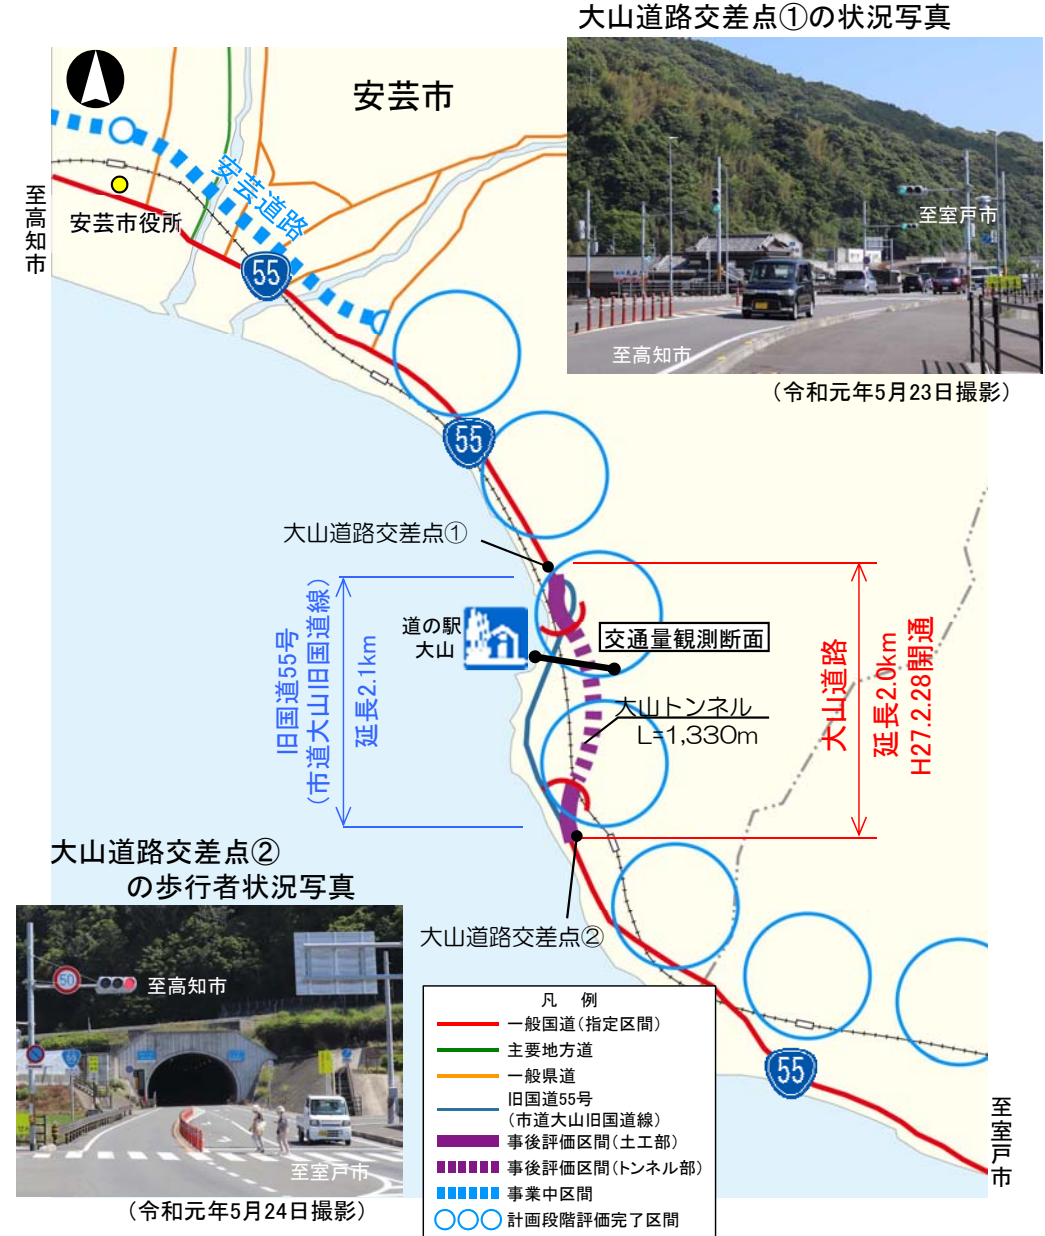 大山道路交差点①の状況写真
至室戸市
至高知市
（令和元年5月23日撮影）
安芸市
安芸道路
至高知市
安芸市役所
55
55
大山道路交差点①
道の駅
大山
交通量観測断面
旧国道55号
（市道大山旧国道線）
延長2.1km
大山トンネル
L=1,330m
大山道路
延長2.0km
H27.2.28開通
大山道路交差点②
の歩行者状況写真
50
至高知市
至室戸市
（令和元年5月24日撮影）
大山道路交差点②
55
至室戸市
凡 例
一般国道（指定区間）
主要地方道
一般県道
旧国道55号
（市道大山旧国道線）
事後評価区間（土工部）
事後評価区間（トンネル部）
事業中区間
計画段階評価完了区間